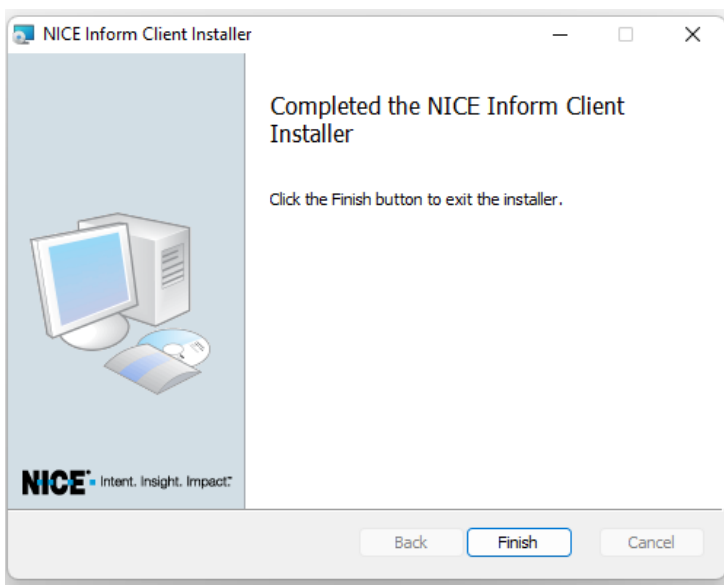 NICE Inform Client Installer
Completed the NICE Inform Client
Installer
Click the Finish button to exit the installer.
NICE® Intent. Insight. Impact.™
Back
Finish
Cancel